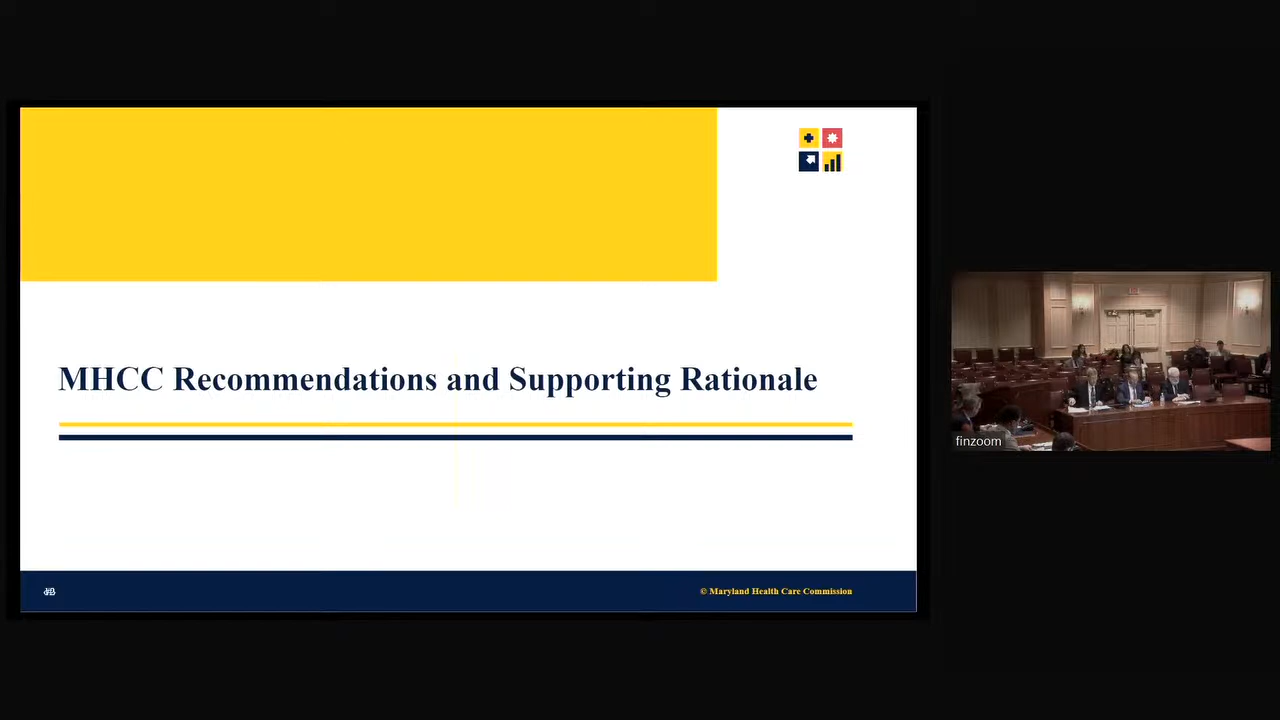 MHCC Recommendations and Supporting Rationale
© Maryland Health Care Commission
finzoom